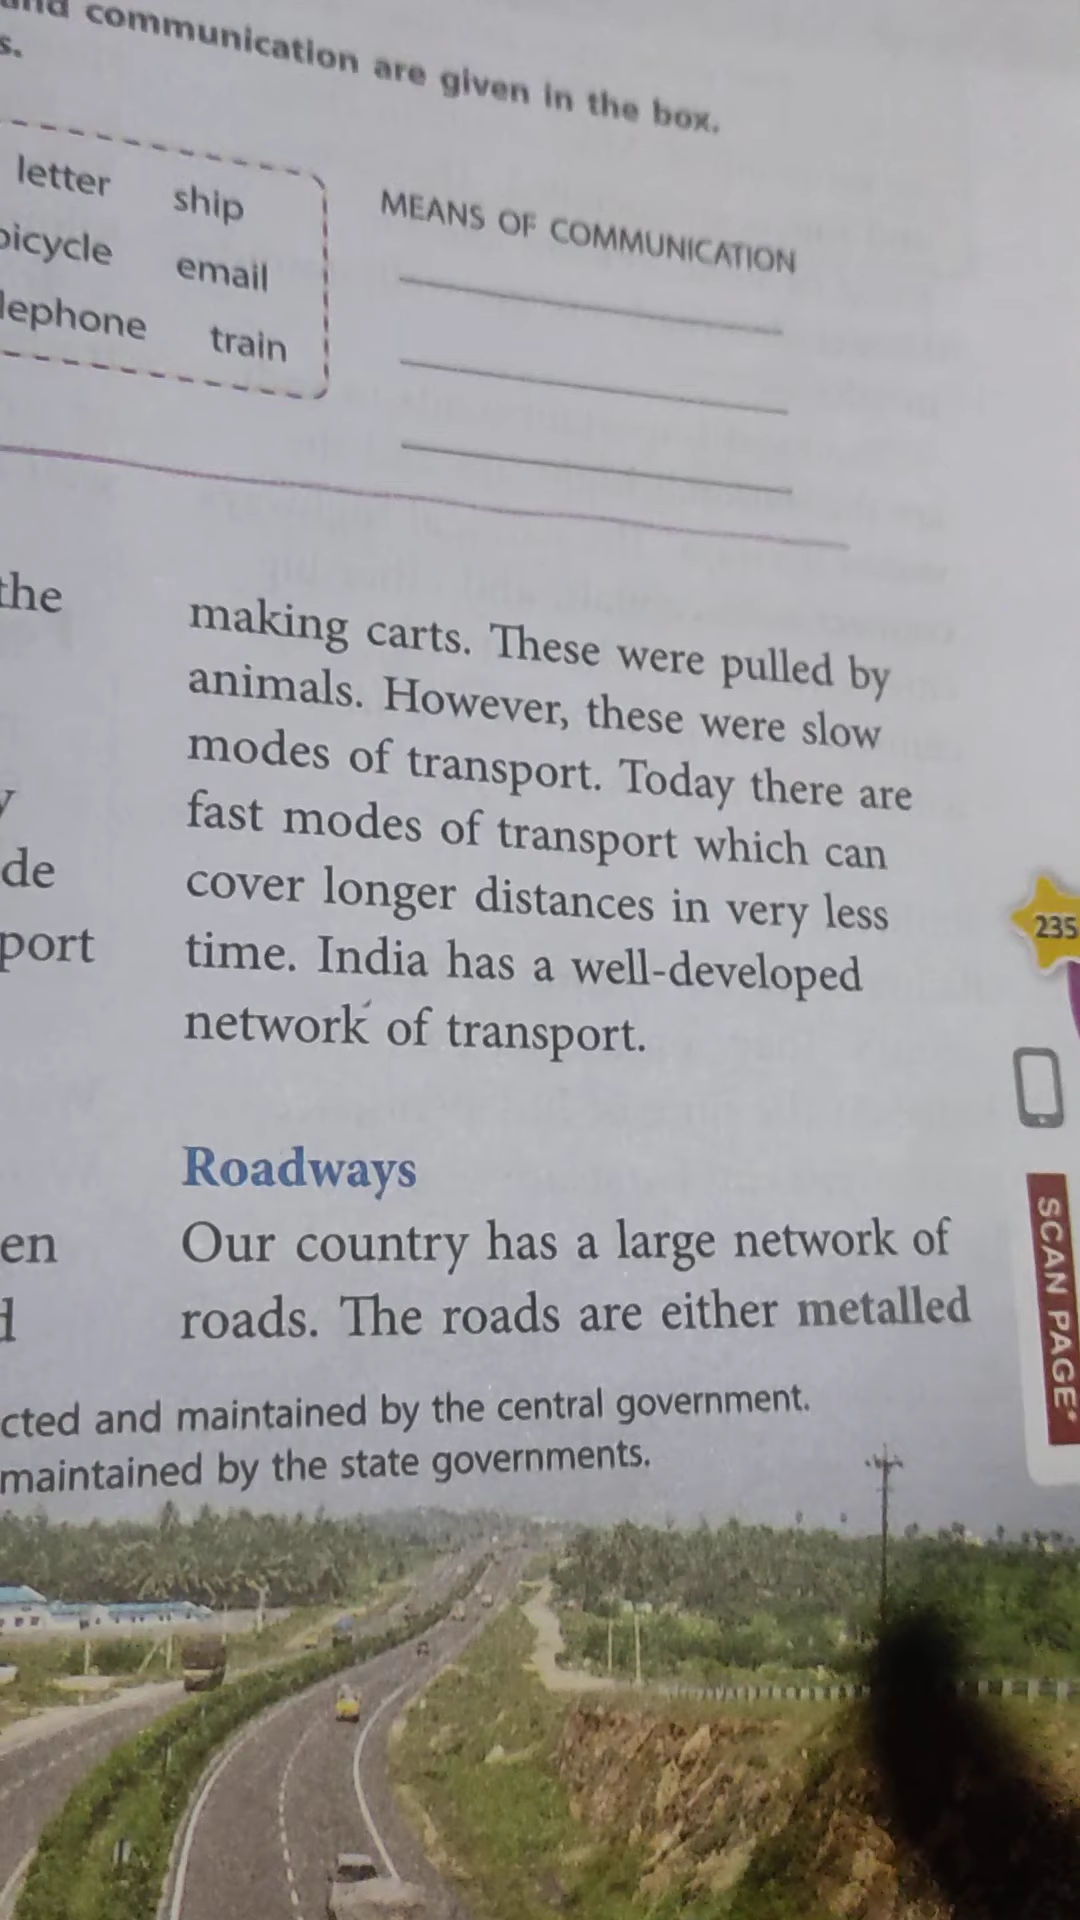 communication are given in the box.
s.
letter ship
bicycle email
telephone train
MEANS OF COMMUNICATION
the
y
de
port
en
d
making carts. These were pulled by
animals. However, these were slow
modes of transport. Today there are
fast modes of transport which can
cover longer distances in very less
time. India has a well-developed
network of transport.
235
Roadways
Our country has a large network of
roads. The roads are either metalled
SCAN PAGE
cted and maintained by the central government.
maintained by the state governments.